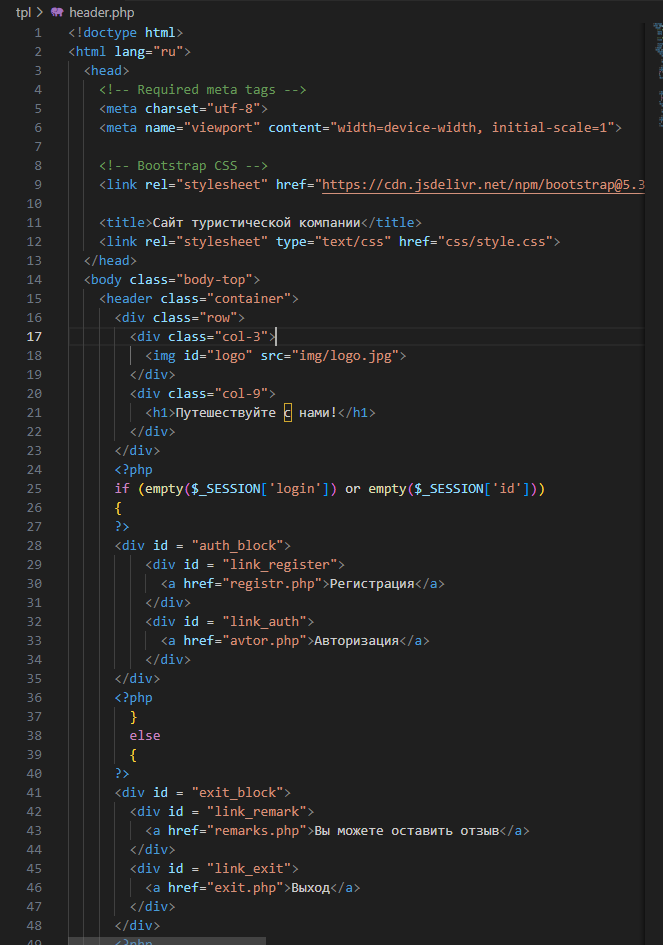 tpl > header.php
1 <!doctype html>
2 <html lang="ru">
3 <head>
4 <!-- Required meta tags -->
5 <meta charset="utf-8">
6 <meta name="viewport" content="width=device-width, initial-scale=1">
7
8 <!-- Bootstrap CSS -->
9 <link rel="stylesheet" href="https://cdn.jsdelivr.net/npm/bootstrap@5.3
10
11 <title>Сайт туристической компании</title>
12 <link rel="stylesheet" type="text/css" href="css/style.css">
13 </head>
14 <body class="body-top">
15 <header class="container">
16 <div class="row">
17 <div class="col-3">
18 <img id="logo" src="img/logo.jpg">
19 </div>
20 <div class="col-9">
21 <h1>Путешествуйте с нами!</h1>
22 </div>
23 </div>
24 <?php
25 if (empty($_SESSION['login']) or empty($_SESSION['id']))
26 {
27 ?>
28 <div id = "auth_block">
29 <div id = "link_register">
30 <a href="registr.php">Регистрация</a>
31 </div>
32 <div id = "link_auth">
33 <a href="avtor.php">Авторизация</a>
34 </div>
35 </div>
36 <?php
37 }
38 else
39 {
40 ?>
41 <div id = "exit_block">
42 <div id = "link_remark">
43 <a href="remarks.php">Вы можете оставить отзыв</a>
44 </div>
45 <div id = "link_exit">
46 <a href="exit.php">Выход</a>
47 </div>
48 </div>
49 <?php